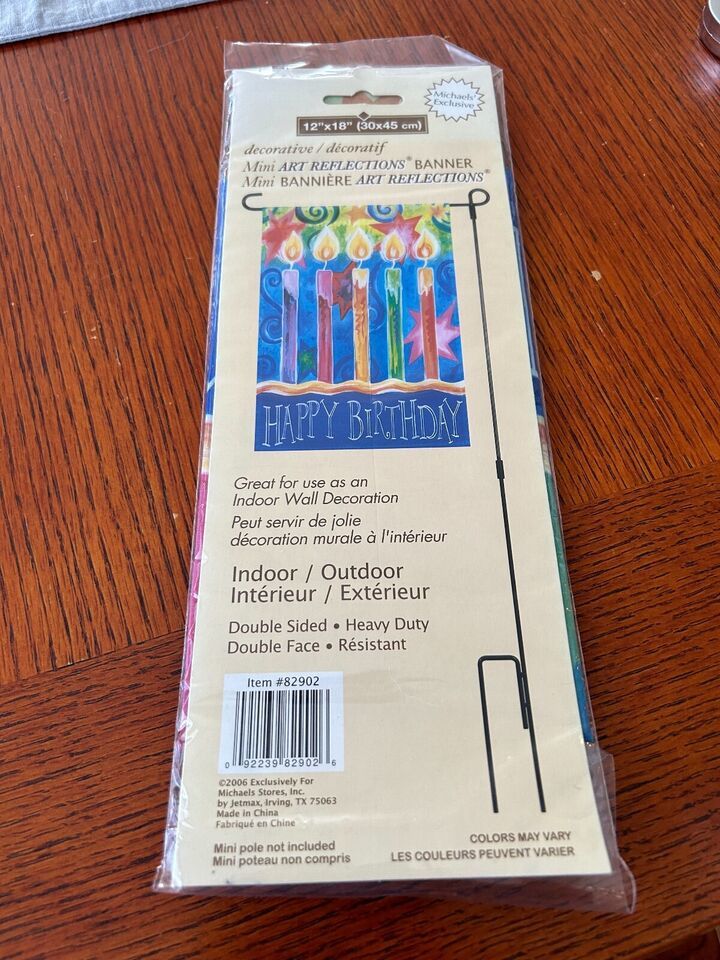 Michaels'
Exclusive
12"x18" (30x45 cm)
decorative / décoratif
Mini ART REFLECTIONS® BANNER
Mini BANNIÈRE ART REFLECTIONS®
HAPPY BIRTHDAY
Great for use as an
Indoor Wall Decoration
Peut servir de jolie
décoration murale à l'intérieur
Indoor / Outdoor
Intérieur / Extérieur
Double Sided • Heavy Duty
Double Face • Résistant
Item #82902
0 92239 82902 6
©2006 Exclusively For
Michaels Stores, Inc.
by Jetmax, Irving, TX 75063
Made in China
Fabriqué en Chine
Mini pole not included
Mini poteau non compris
COLORS MAY VARY
LES COULEURS PEUVENT VARIER